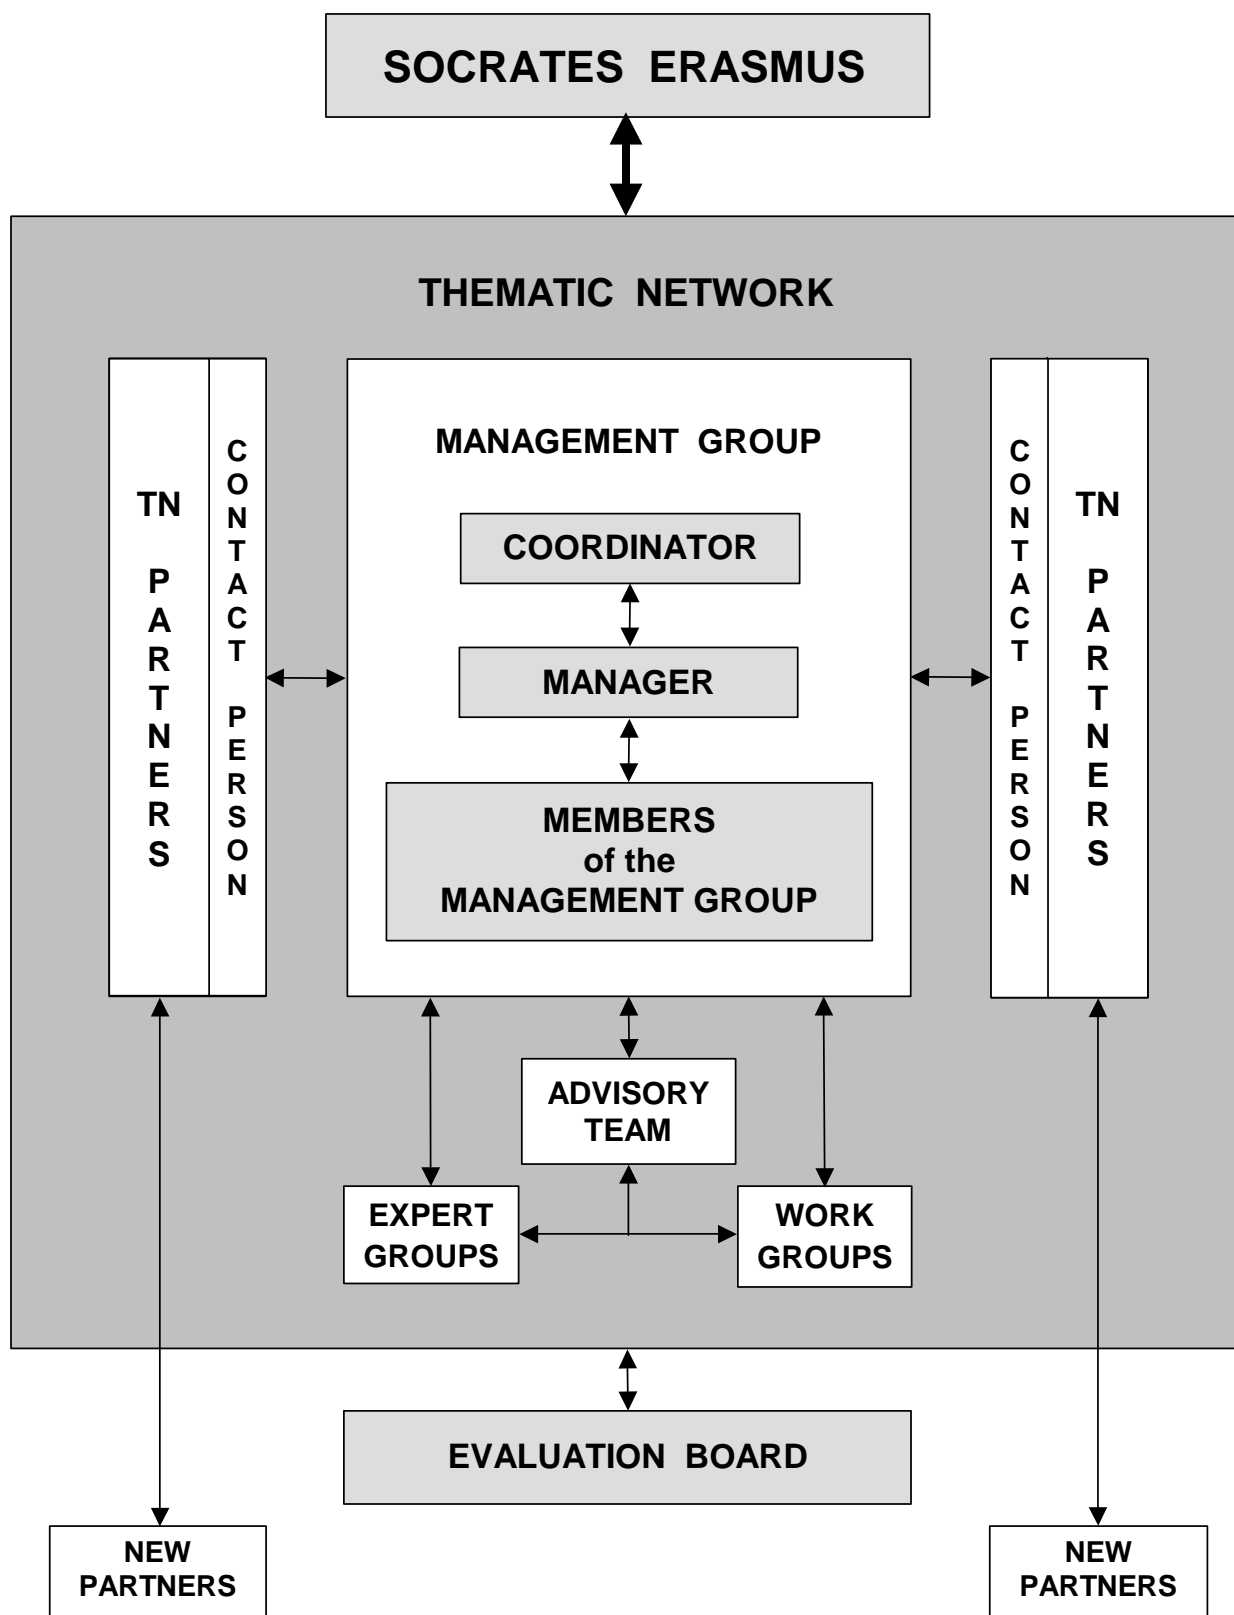 SOCRATES ERASMUS
THEMATIC NETWORK
TN PARTNERS
CONTACT PERSON
MANAGEMENT GROUP
COORDINATOR
MANAGER
MEMBERS
of the
MANAGEMENT GROUP
CONTACT PERSON
TN PARTNERS
ADVISORY
TEAM
EXPERT
GROUPS
WORK
GROUPS
EVALUATION BOARD
NEW
PARTNERS
NEW
PARTNERS